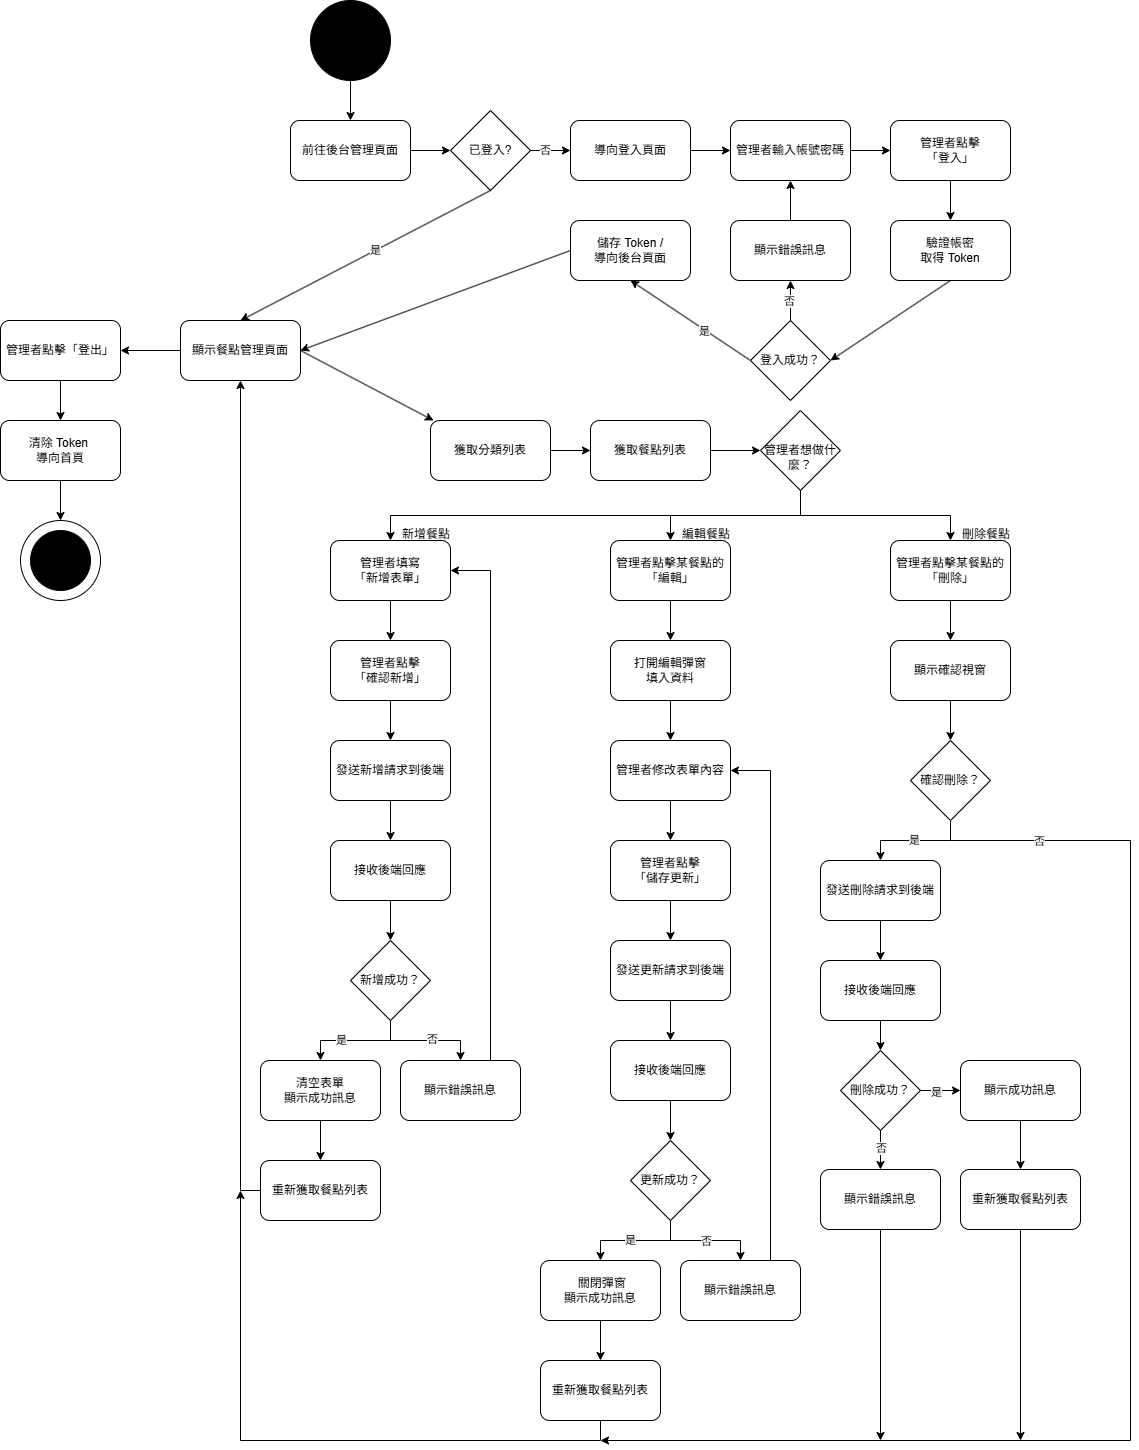 前往後台管理頁面
已登入?
否
導向登入頁面
管理者輸入帳號密碼
管理者點擊
「登入」
是
儲存 Token /
導向後台頁面
顯示錯誤訊息
驗證帳密
取得 Token
否
是
登入成功？
管理者點擊「登出」
顯示餐點管理頁面
清除 Token
導向首頁
獲取分類列表
獲取餐點列表
管理者想做什
麼？
新增餐點
編輯餐點
刪除餐點
管理者填寫
「新增表單」
管理者點擊某餐點的
「編輯」
管理者點擊某餐點的
「刪除」
管理者點擊
「確認新增」
打開編輯彈窗
填入資料
顯示確認視窗
發送新增請求到後端
管理者修改表單內容
確認刪除？
是
否
接收後端回應
管理者點擊
「儲存更新」
發送刪除請求到後端
新增成功？
發送更新請求到後端
接收後端回應
是
否
清空表單
顯示成功訊息
顯示錯誤訊息
接收後端回應
刪除成功？
是
顯示成功訊息
否
重新獲取餐點列表
更新成功？
顯示錯誤訊息
重新獲取餐點列表
是
否
關閉彈窗
顯示成功訊息
顯示錯誤訊息
重新獲取餐點列表